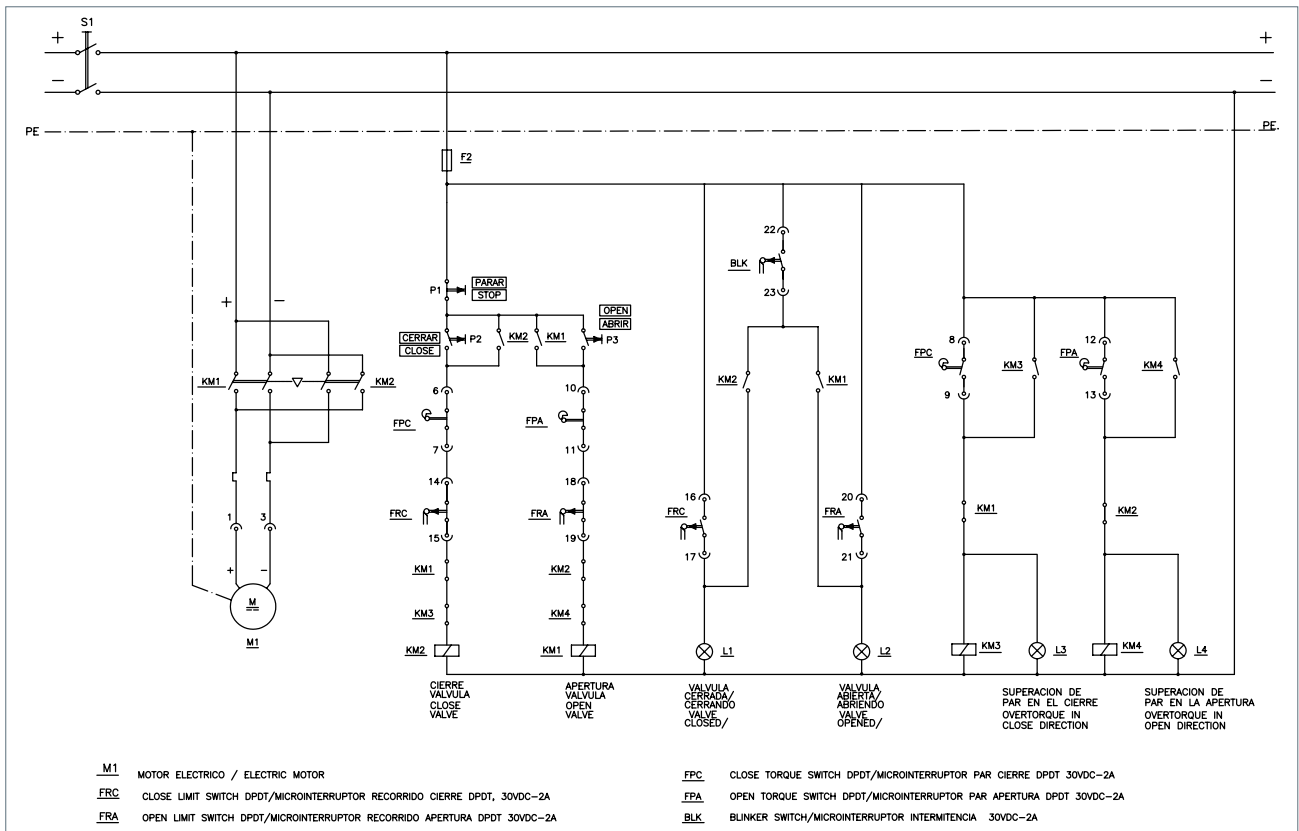 S1
+ +
− −
PE PE.
F2
22
BLK
23
P1 PARAR
STOP
OPEN
ABRIR
CERRAR
CLOSE
P2 KM2 KM1 P3
+ −
KM1 KM2
6 10
FPC FPA
7 11
14 18
FRC FRA
15 19
KM1 KM2
KM3 KM4
KM2 KM1
KM2 KM1
16 20
FRC FRA
17 21
L1 L2
8 12
FPC KM3 FPA KM4
9 13
KM1 KM2
KM3 L3 KM4 L4
1 3
+ −
M
M1
CIERRE
VALVULA
CLOSE
VALVE
APERTURA
VALVULA
OPEN
VALVE
VALVULA
CERRADA/
CERRANDO
VALVE
CLOSED/
VALVULA
ABIERTA/
ABRIENDO
VALVE
OPENED/
SUPERACION DE
PAR EN EL CIERRE
OVERTORQUE IN
CLOSE DIRECTION
SUPERACION DE
PAR EN LA APERTURA
OVERTORQUE IN
OPEN DIRECTION
M1 MOTOR ELECTRICO / ELECTRIC MOTOR
FRC CLOSE LIMIT SWITCH DPDT/MICROINTERRUPTOR RECORRIDO CIERRE DPDT, 30VDC-2A
FRA OPEN LIMIT SWITCH DPDT/MICROINTERRUPTOR RECORRIDO APERTURA DPDT 30VDC-2A
FPC CLOSE TORQUE SWITCH DPDT/MICROINTERRUPTOR PAR CIERRE DPDT 30VDC-2A
FPA OPEN TORQUE SWITCH DPDT/MICROINTERRUPTOR PAR APERTURA DPDT 30VDC-2A
BLK BLINKER SWITCH/MICROINTERRUPTOR INTERMITENCIA 30VDC-2A